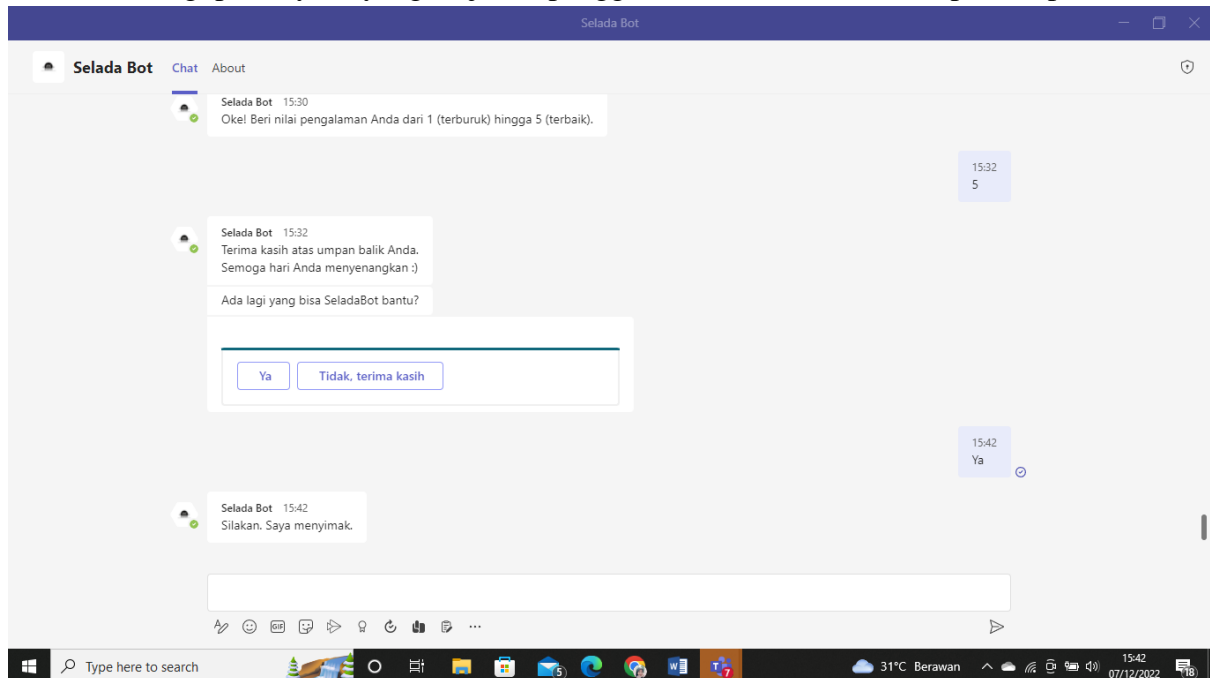 Selada Bot
Selada Bot Chat About
Selada Bot 15:30
Oke! Beri nilai pengalaman Anda dari 1 (terburuk) hingga 5 (terbaik).
15:32
5
Selada Bot 15:32
Terima kasih atas umpan balik Anda.
Semoga hari Anda menyenangkan :)
Ada lagi yang bisa SeladaBot bantu?
Ya Tidak, terima kasih
15:42
Ya
Selada Bot 15:42
Silakan. Saya menyimak.
GIF
Type here to search 31°C Berawan 15:42
07/12/2022